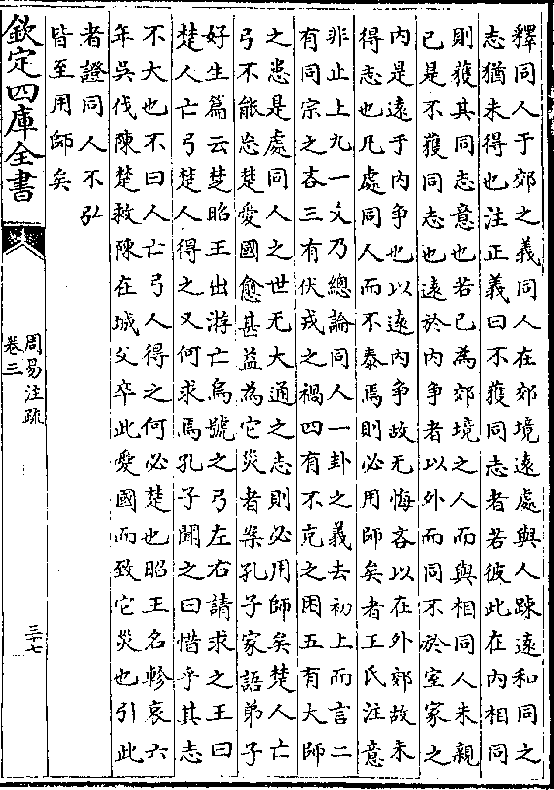 釋同人于郊之義同人在郊境遠處與人踈遠和同之
志猶未得也注正義曰不獲同志者若彼此在內相同
則獲其同志意也若已為郊境之人而與相同人未親
已是不獲同志也遠於內爭者以外而同不於室家之
內是遠于內爭也以遠內爭故无悔吝以在外郊故未
得志也凡處同人而不泰焉則必用師矣者王氏注意
非止上九一爻乃總論同人一卦之義去初上而言二
有同宗之吝三有伏戎之禍四有不克之困五有大師
之患是處同人之世无大通之志則必用師矣楚人亡
弓不能忘楚愛國愈甚益為它災者案孔子家語弟子
好生篇云楚昭王出游亡烏號之弓左右請求之王曰
楚人亡弓楚人得之又何求焉孔子聞之曰惜乎其志
不大也不曰人亡弓人得之何必楚也昭王名軫哀六
年吳伐陳楚救陳在城父卒此愛國而致它災也引此
者證同人不弘
皆至用師矣
欽定四庫全書
周易注疏
卷三
三七